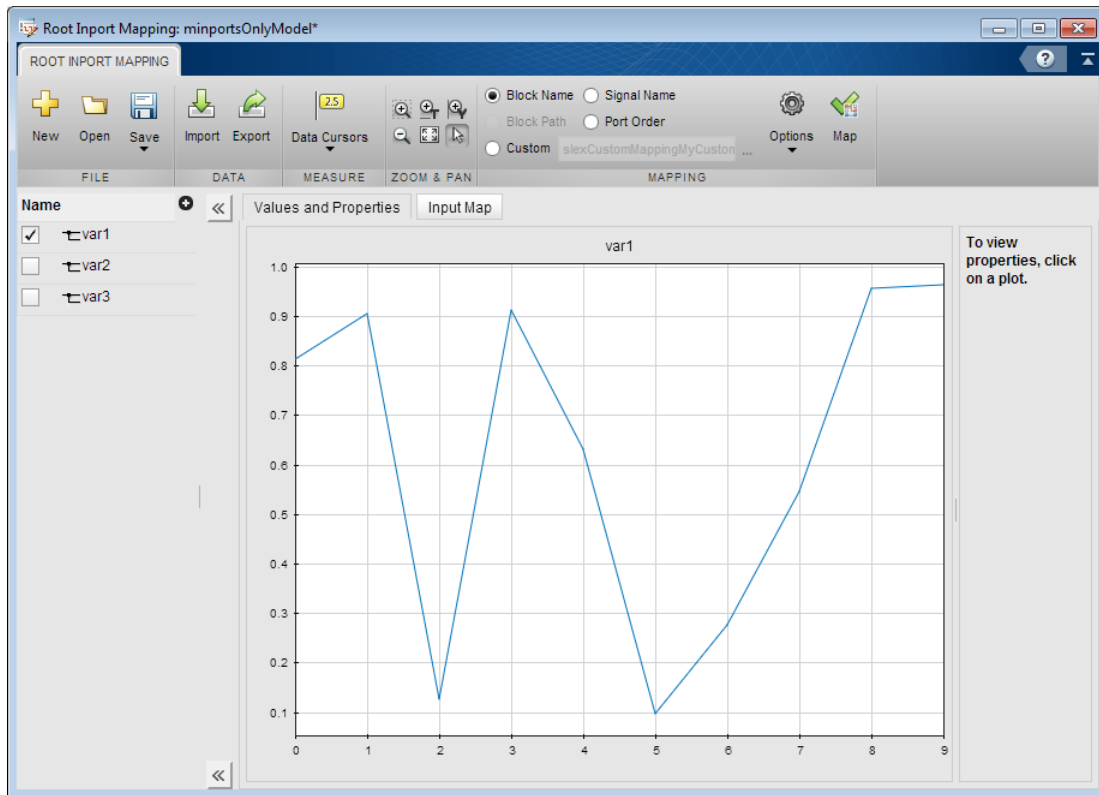 Root Inport Mapping: minportsOnlyModel*
ROOT INPORT MAPPING
?
New Open Save
Import Export
2.5
Data Cursors
Block Name Signal Name
Block Path Port Order
Custom slexCustomMappingMyCustom ...
Options Map
FILE DATA MEASURE ZOOM & PAN MAPPING
Name
var1
var2
var3
Values and Properties Input Map
var1
1.0
0.9
0.8
0.7
0.6
0.5
0.4
0.3
0.2
0.1
0 1 2 3 4 5 6 7 8 9
To view
properties, click
on a plot.